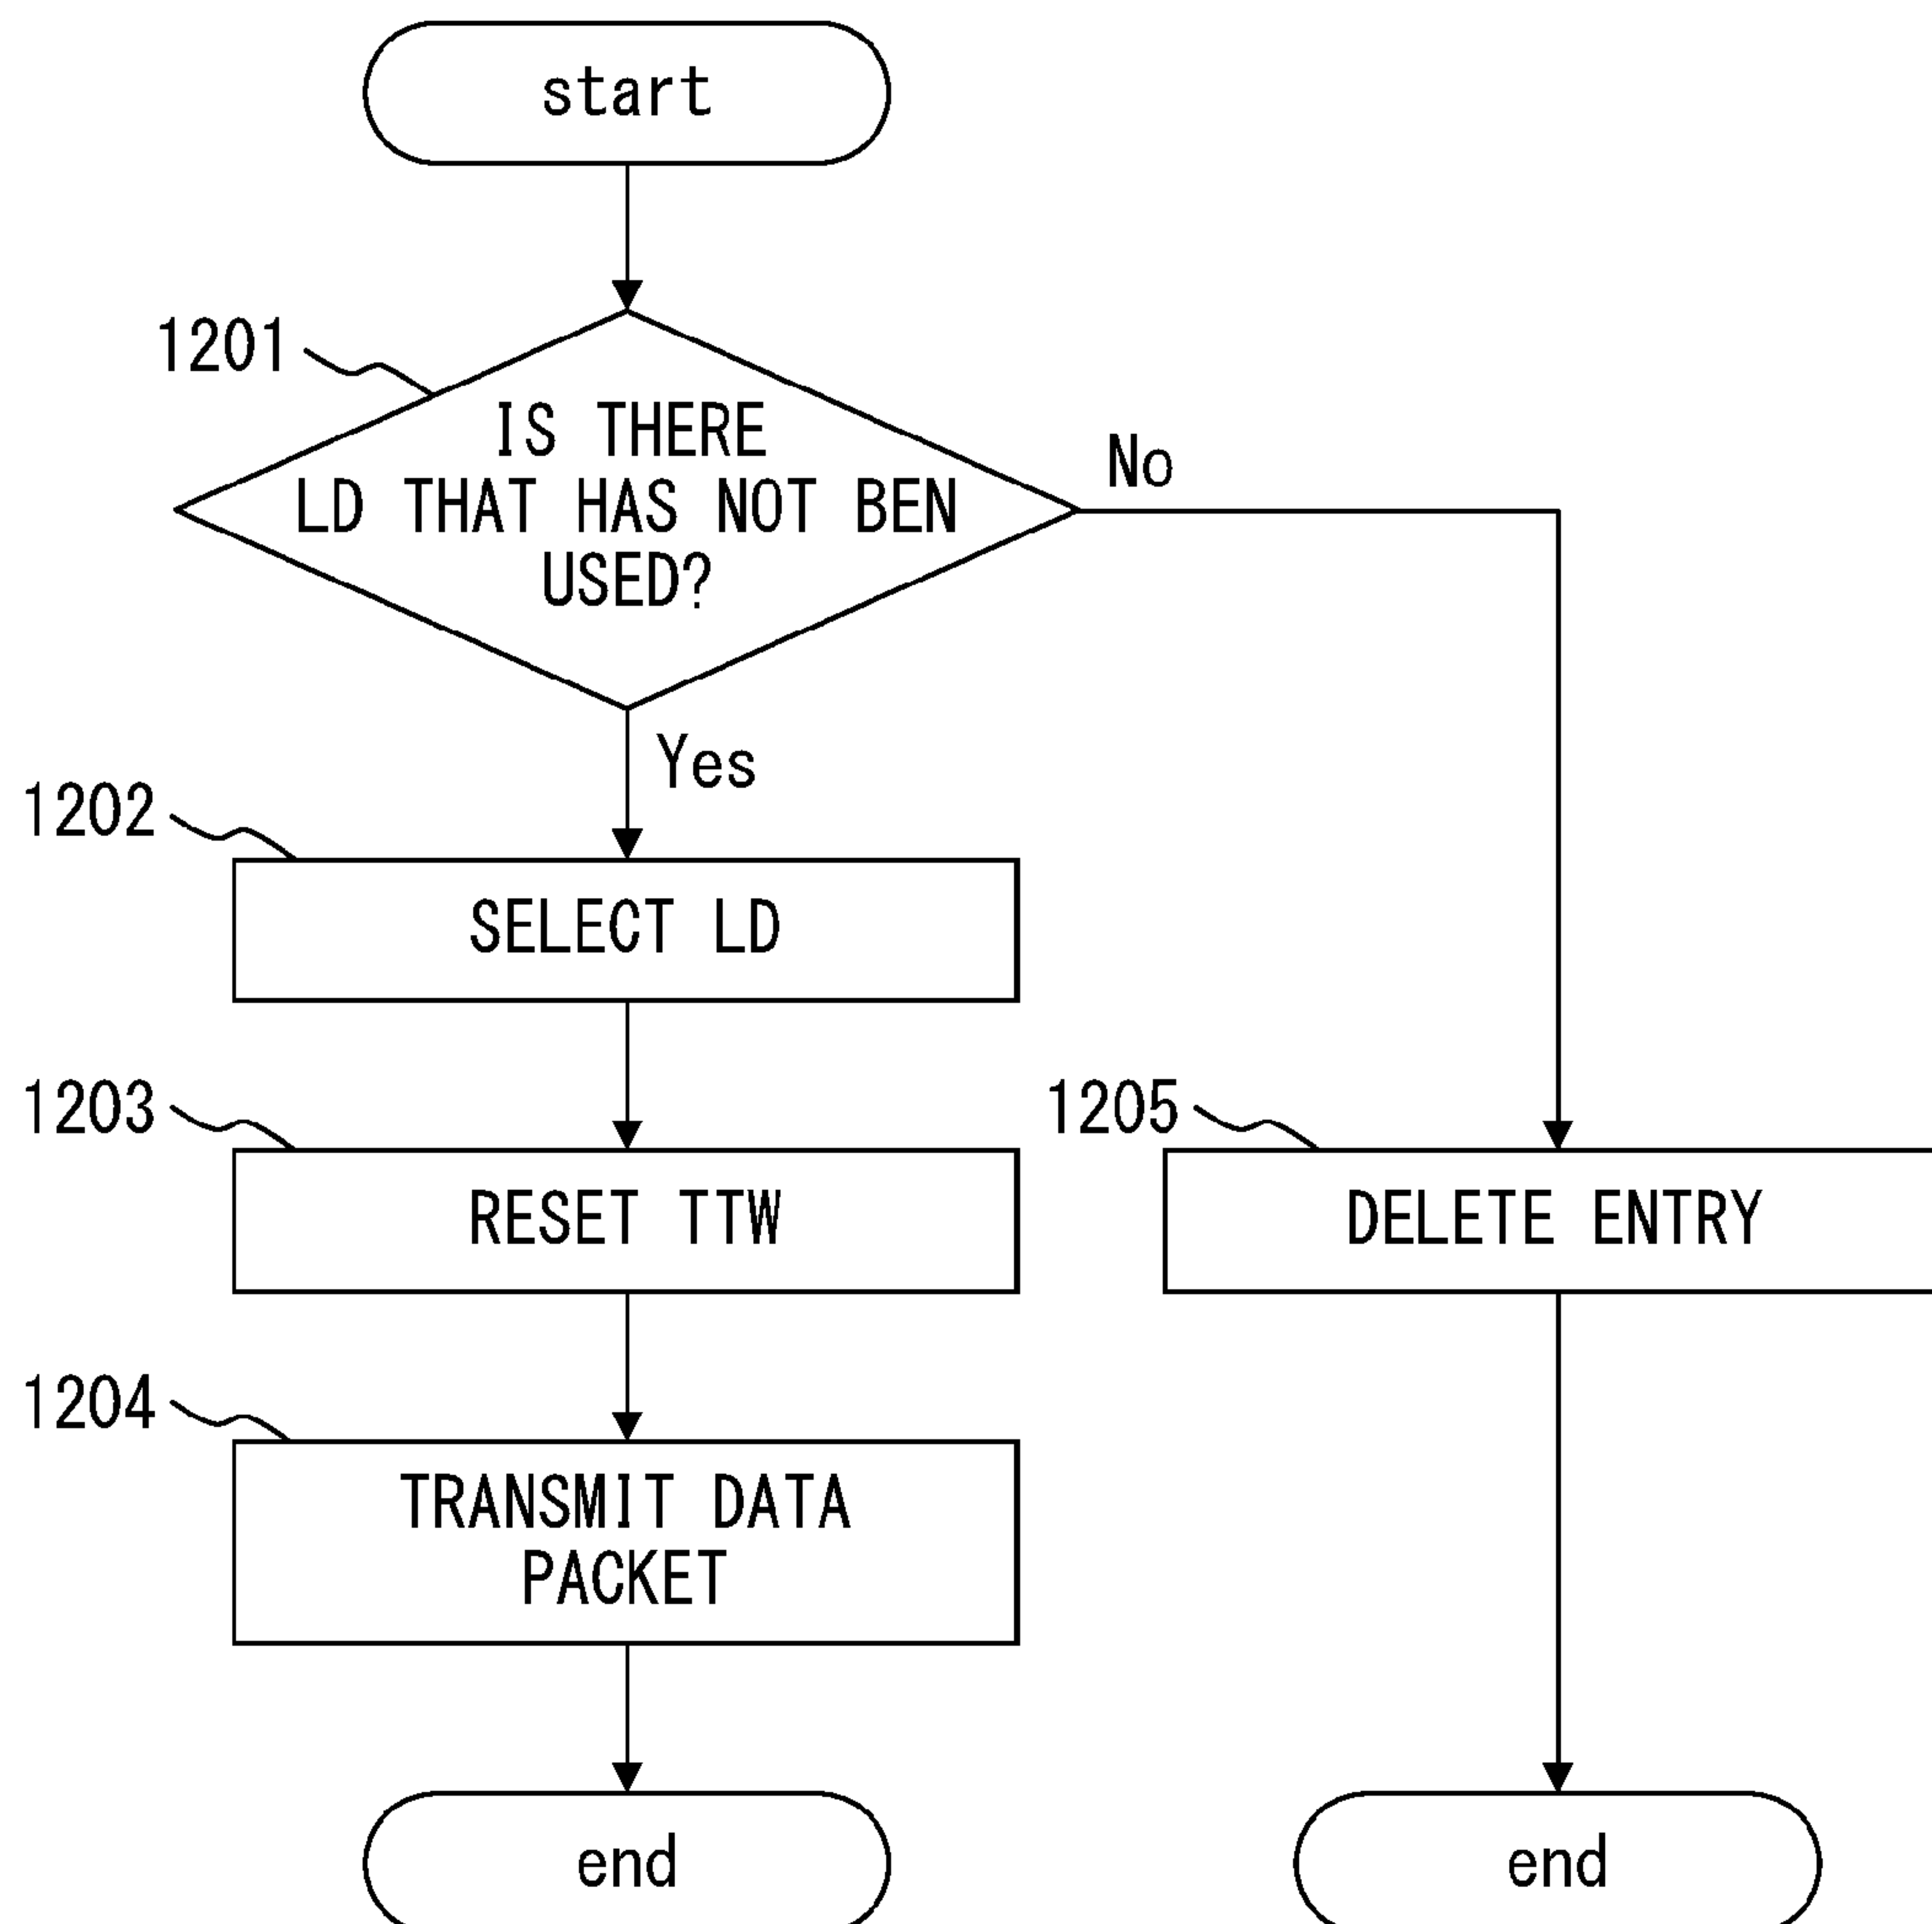 start
1201
IS THERE
LD THAT HAS NOT BEN
USED?
No
Yes
1202
SELECT LD
1203
RESET TTW
1205
DELETE ENTRY
1204
TRANSMIT DATA
PACKET
end
end